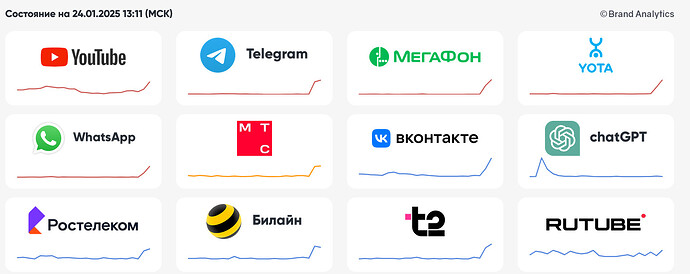 Состояние на 24.01.2025 13:11 (МСК)
© Brand Analytics
YouTube
Telegram
МЕГАФОН
YOTA
WhatsApp
М Т С
вконтакте
chatGPT
Ростелеком
Билайн
t2
RUTUBE